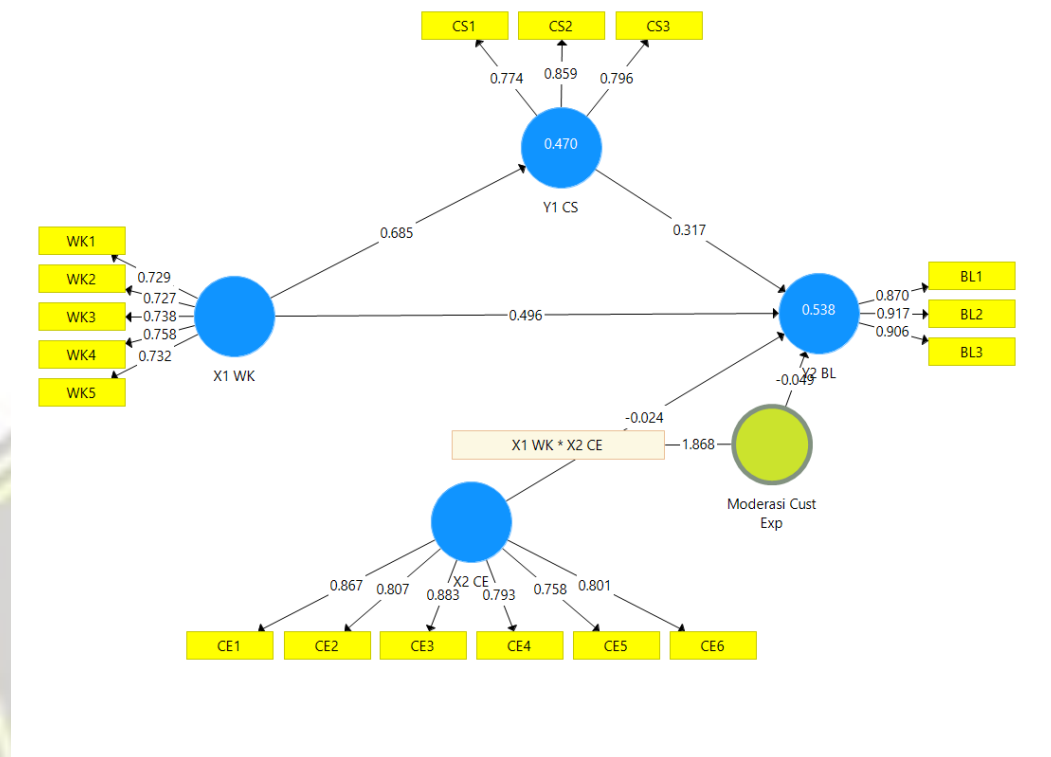 CS1
CS2
CS3
0.774
0.859
0.796
0.470
Y1 CS
0.685
0.317
WK1
WK2
WK3
WK4
WK5
0.729
0.727
0.738
0.758
0.732
X1 WK
0.496
0.538
Y2 BL
0.870
0.917
0.906
BL1
BL2
BL3
-0.049
-0.024
X1 WK * X2 CE
1.868
Moderasi Cust
Exp
X2 CE
0.867
0.807
0.883
0.793
0.758
0.801
CE1
CE2
CE3
CE4
CE5
CE6